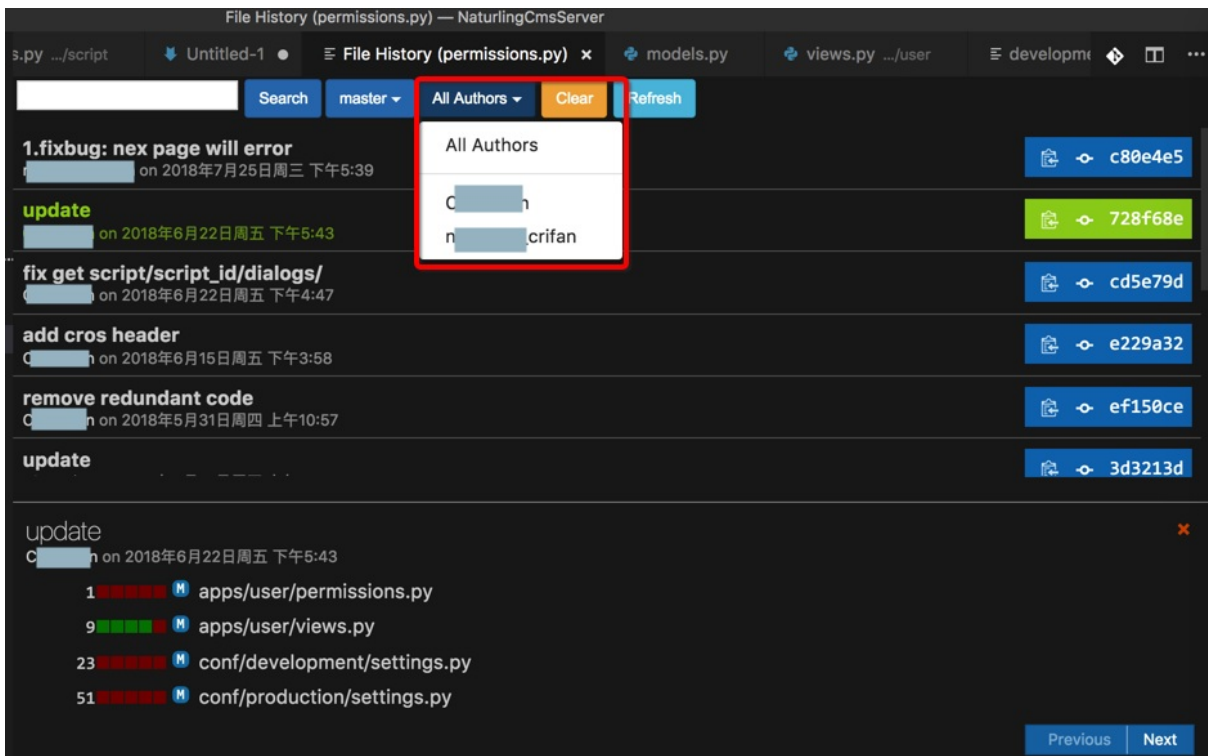 File History (permissions.py) — NaturlingCmsServer
s.py .../script Untitled-1 ● File History (permissions.py) × models.py views.py .../user developme ...
Search master All Authors Clear Refresh
All Authors
C n
n _crifan
1.fixbug: nex page will error
on 2018年7月25日周三 下午5:39
c80e4e5
update
on 2018年6月22日周五 下午5:43
728f68e
fix get script/script_id/dialogs/
on 2018年6月22日周五 下午4:47
cd5e79d
add cros header
C n on 2018年6月15日周五 下午3:58
e229a32
remove redundant code
C n on 2018年5月31日周四 上午10:57
ef150ce
update
3d3213d
update
C n on 2018年6月22日周五 下午5:43
1 M apps/user/permissions.py
9 M apps/user/views.py
23 M conf/development/settings.py
51 M conf/production/settings.py
Previous Next